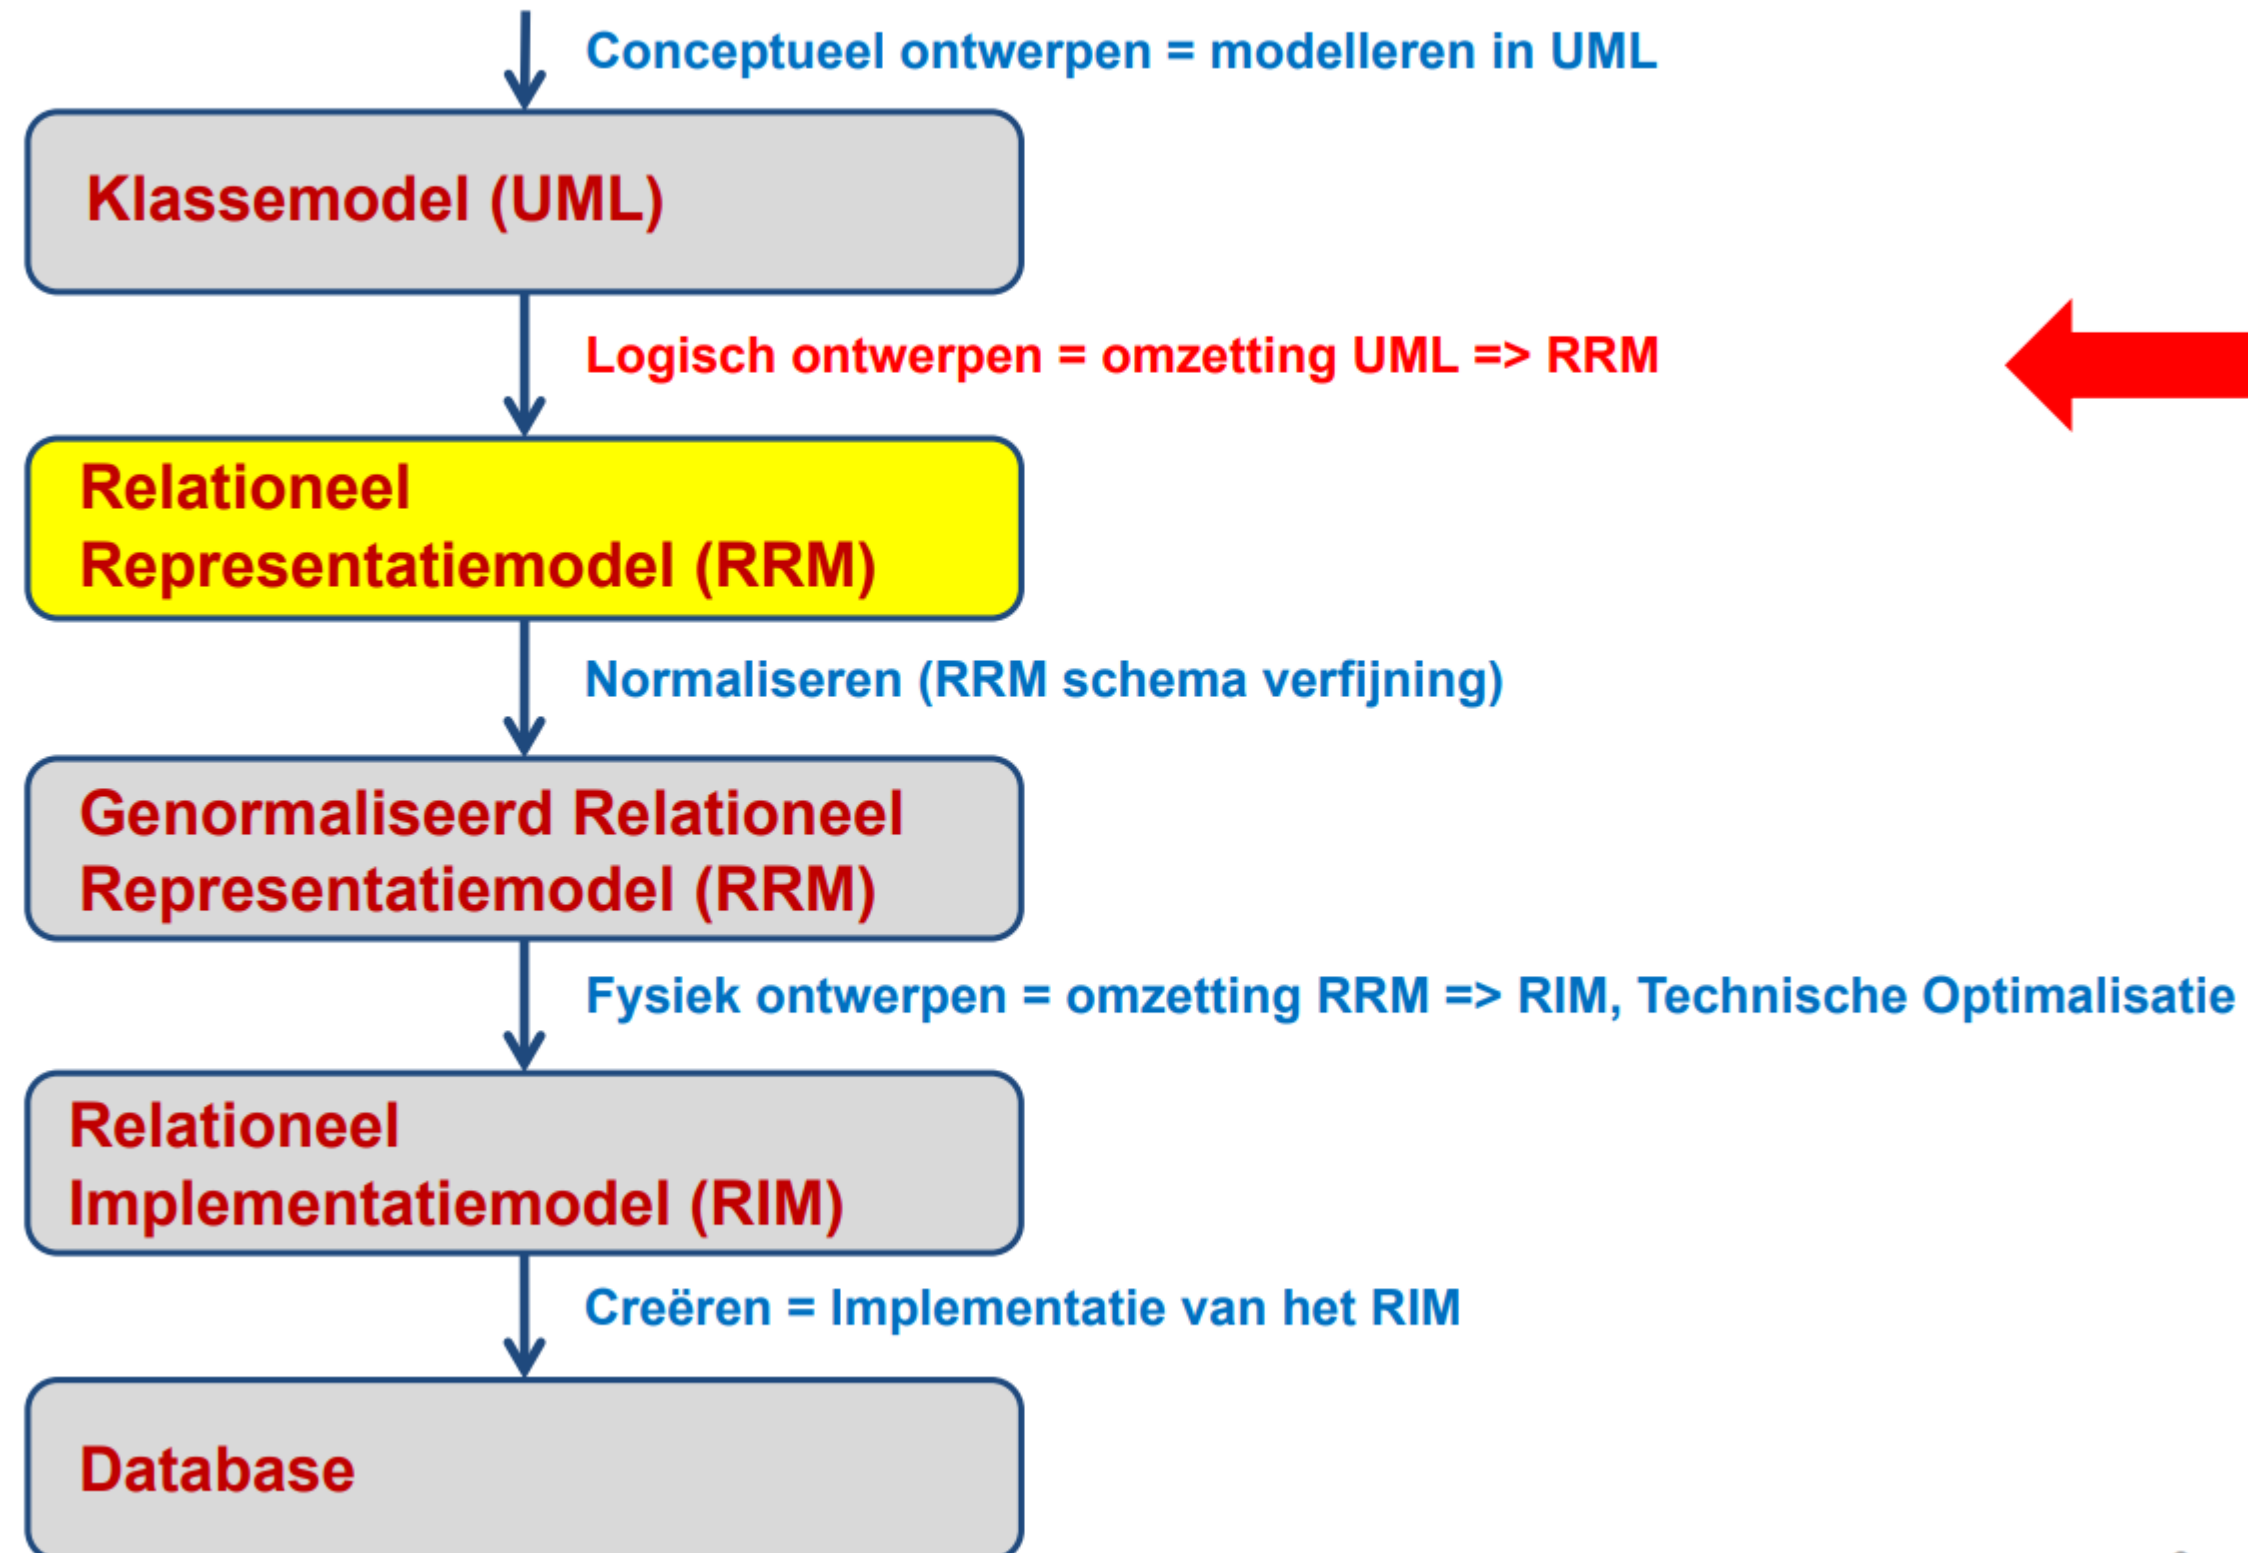 Conceptueel ontwerpen = modelleren in UML
Klassemodel (UML)
Logisch ontwerpen = omzetting UML => RRM
Relationeel
Representatiemodel (RRM)
Normaliseren (RRM schema verfijning)
Genormaliseerd Relationeel
Representatiemodel (RRM)
Fysiek ontwerpen = omzetting RRM => RIM, Technische Optimalisatie
Relationeel
Implementatiemodel (RIM)
Creëren = Implementatie van het RIM
Database